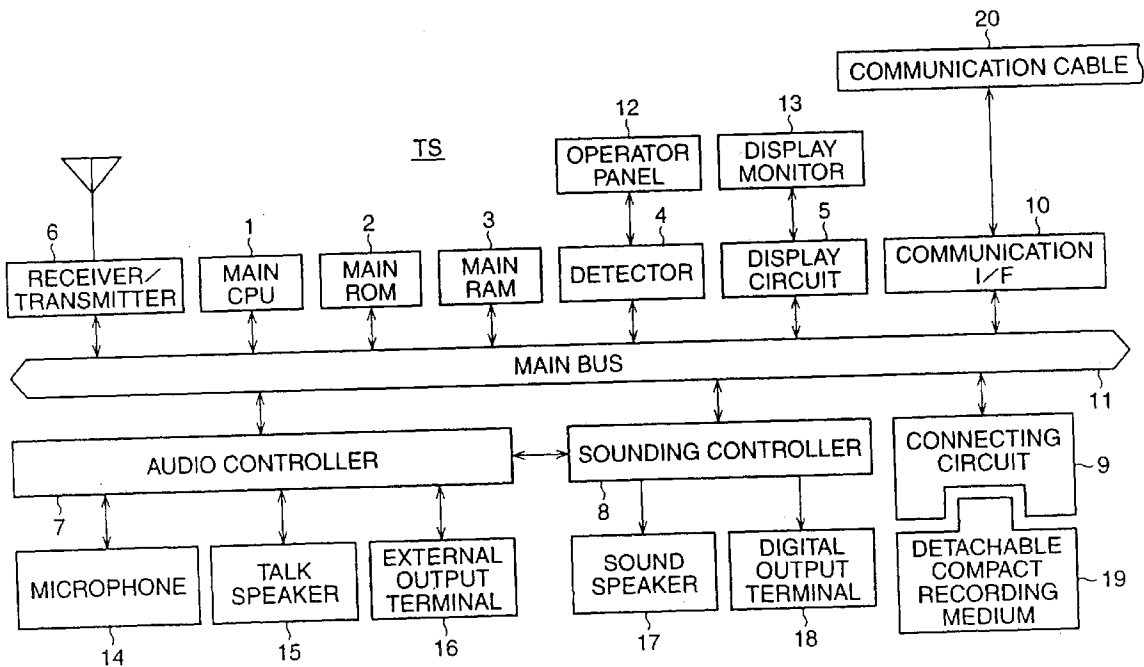 20
COMMUNICATION CABLE
TS
12
OPERATOR
PANEL
13
DISPLAY
MONITOR
6
RECEIVER/
TRANSMITTER
1
MAIN
CPU
2
MAIN
ROM
3
MAIN
RAM
4
DETECTOR
5
DISPLAY
CIRCUIT
10
COMMUNICATION
I/F
MAIN BUS
11
AUDIO CONTROLLER
7
SOUNDING CONTROLLER
8
CONNECTING
CIRCUIT
9
MICROPHONE
14
TALK
SPEAKER
15
EXTERNAL
OUTPUT
TERMINAL
16
SOUND
SPEAKER
17
DIGITAL
OUTPUT
TERMINAL
18
DETACHABLE
COMPACT
RECORDING
MEDIUM
19